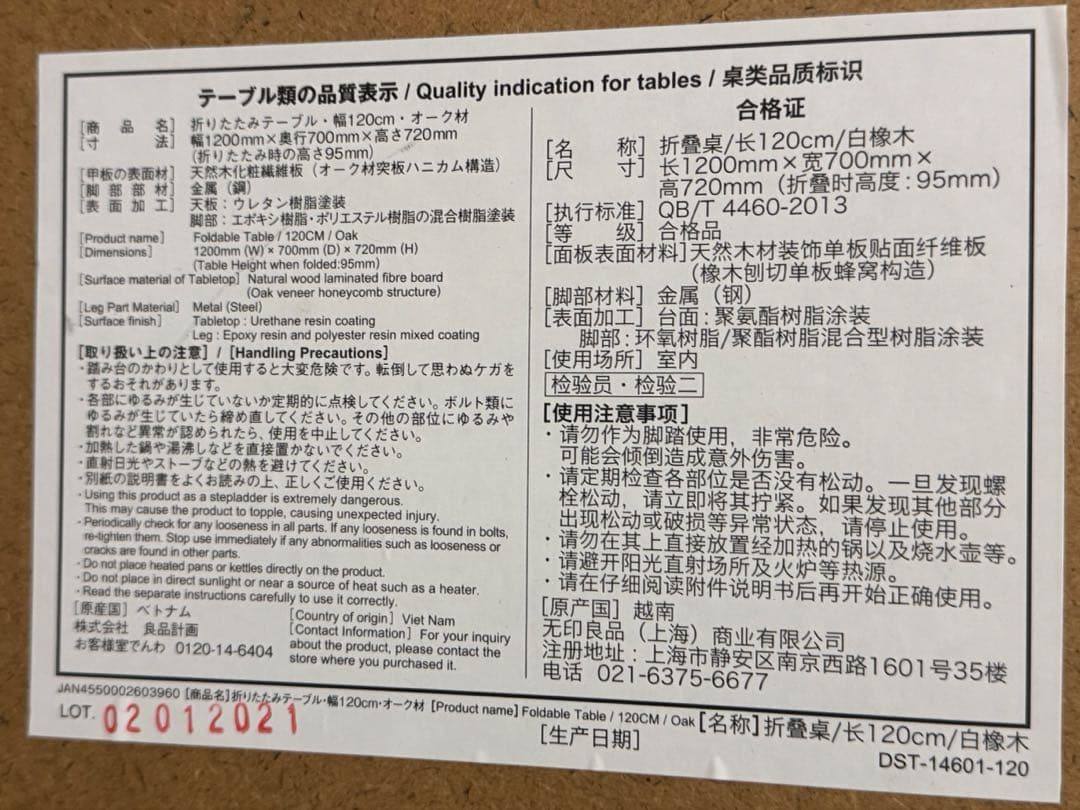 テーブル類の品質表示 / Quality indication for tables / 桌类品质标识
[商品名] 折りたたみテーブル・幅120cm・オーク材
[寸法] 幅1200mm×奥行700mm×高さ720mm
(折りたたみ時の高さ95mm)
[甲板の表面材] 天然木化粧繊維板（オーク材突板ハニカム構造）
[脚部部材] 金属（鋼）
[表面加工] 天板：ウレタン樹脂塗装
脚部：エポキシ樹脂・ポリエステル樹脂の混合樹脂塗装
[Product name] Foldable Table / 120CM / Oak
[Dimensions] 1200mm (W) × 700mm (D) × 720mm (H)
(Table Height when folded:95mm)
[Surface material of Tabletop] Natural wood laminated fibre board
(Oak veneer honeycomb structure)
[Leg Part Material] Metal (Steel)
[Surface finish] Tabletop : Urethane resin coating
Leg : Epoxy resin and polyester resin mixed coating
[取り扱い上の注意] / [Handling Precautions]
・踏み台のかわりとして使用すると大変危険です。転倒して思わぬケガを
するおそれがあります。
・各部にゆるみが生じていないか定期的に点検してください。ボルト類に
ゆるみが生じていたら締め直してください。その他の部位にゆるみや
割れなど異常が認められたら、使用を中止してください。
・加熱した鍋や湯沸しなどを直接置かないでください。
・直射日光やストーブなどの熱を避けてください。
・別紙の説明書をよくお読みの上、正しくご使用ください。
・Using this product as a stepladder is extremely dangerous.
This may cause the product to topple, causing unexpected injury.
・Periodically check for any looseness in all parts. If any looseness is found in bolts,
re-tighten them. Stop use immediately if any abnormalities such as looseness or
cracks are found in other parts.
・Do not place heated pans or kettles directly on the product.
・Do not place in direct sunlight or near a source of heat such as a heater.
・Read the separate instructions carefully to use it correctly.
[原産国] ベトナム
株式会社 良品計画
お客様室でんわ 0120-14-6404
[Country of origin] Viet Nam
[Contact Information] For your inquiry
about the product, please contact the
store where you purchased it.
合格证
[名称] 折叠桌/长120cm/白橡木
[尺寸] 长1200mm×宽700mm×
高720mm（折叠时高度：95mm）
[执行标准] QB/T 4460-2013
[等级] 合格品
[面板表面材料] 天然木材装饰单板贴面纤维板
（橡木刨切单板蜂窝构造）
[脚部材料] 金属（钢）
[表面加工] 台面：聚氨酯树脂涂装
脚部：环氧树脂/聚酯树脂混合型树脂涂装
[使用场所] 室内
检验员・检验二
[使用注意事项]
・请勿作为脚踏使用，非常危险。
可能会倾倒造成意外伤害。
・请定期检查各部位是否没有松动。一旦发现螺
栓松动，请立即将其拧紧。如果发现其他部分
出现松动或破损等异常状态，请停止使用。
・请勿在其上直接放置经加热的锅以及烧水壶等。
・请避开阳光直射场所及火炉等热源。
・请在仔细阅读附件说明书后再开始正确使用。
[原产国] 越南
无印良品（上海）商业有限公司
注册地址：上海市静安区南京西路1601号35楼
电话 021-6375-6677
JAN4550002603960 [商品名]折りたたみテーブル・幅120cm・オーク材 [Product name] Foldable Table / 120CM / Oak [名称]折叠桌/长120cm/白橡木
LOT. 02012021
[生产日期]
DST-14601-120